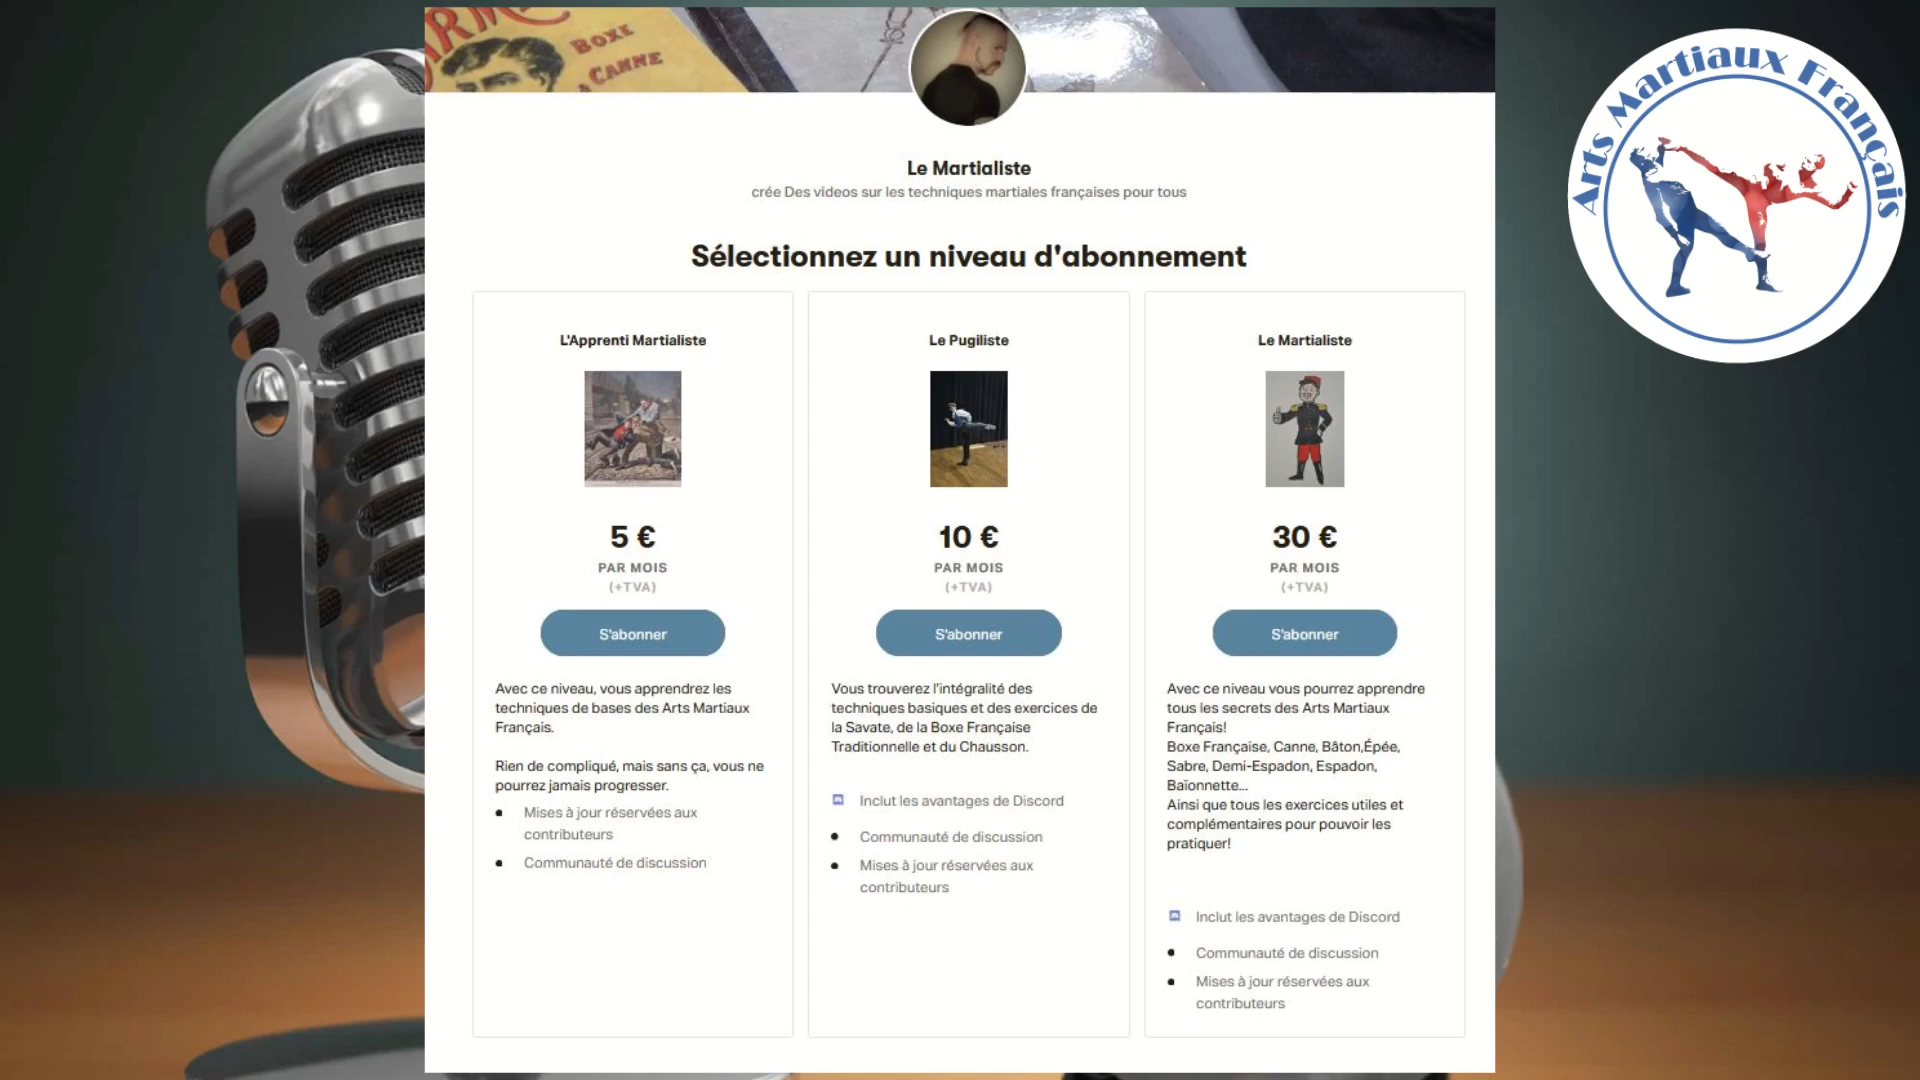 BOXE
& CANNE
Arts Martiaux Français
Le Martialiste
crée Des videos sur les techniques martiales françaises pour tous
Sélectionnez un niveau d'abonnement
L'Apprenti Martialiste
5 €
PAR MOIS
(+TVA)
S'abonner
Avec ce niveau, vous apprendrez les
techniques de bases des Arts Martiaux
Français.
Rien de compliqué, mais sans ça, vous ne
pourrez jamais progresser.
Mises à jour réservées aux
contributeurs
Communauté de discussion
Le Pugiliste
10 €
PAR MOIS
(+TVA)
S'abonner
Vous trouverez l'intégralité des
techniques basiques et des exercices de
la Savate, de la Boxe Française
Traditionnelle et du Chausson.
Inclut les avantages de Discord
Communauté de discussion
Mises à jour réservées aux
contributeurs
Le Martialiste
30 €
PAR MOIS
(+TVA)
S'abonner
Avec ce niveau vous pourrez apprendre
tous les secrets des Arts Martiaux
Français!
Boxe Française, Canne, Bâton,Épée,
Sabre, Demi-Espadon, Espadon,
Baïonnette...
Ainsi que tous les exercices utiles et
complémentaires pour pouvoir les
pratiquer!
Inclut les avantages de Discord
Communauté de discussion
Mises à jour réservées aux
contributeurs